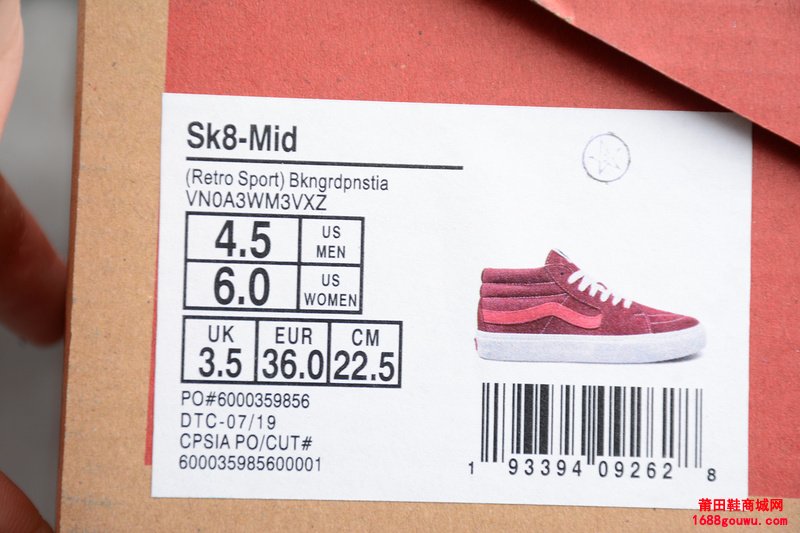 Sk8-Mid
(Retro Sport) Bkngrdpnstia
VN0A3WM3VXZ
4.5 US MEN
6.0 US WOMEN
UK EUR CM
3.5 36.0 22.5
PO#6000359856
DTC-07/19
CPSIA PO/CUT#
600035985600001
1 93394 09262 8
莆田鞋商城网
1688gouwu.com